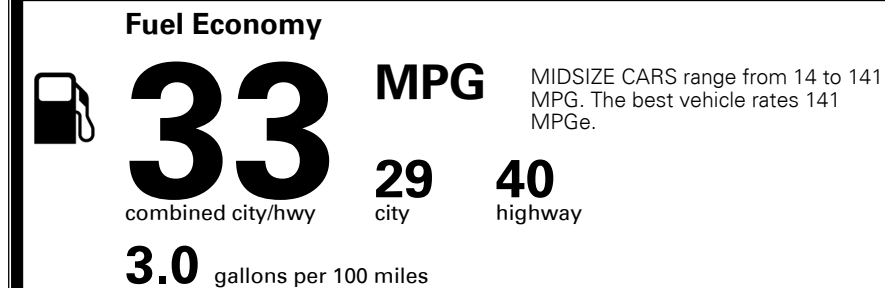 Fuel Economy
33 MPG
MIDSIZE CARS range from 14 to 141
MPG. The best vehicle rates 141
MPGe.
combined city/hwy
29
city
40
highway
3.0 gallons per 100 miles